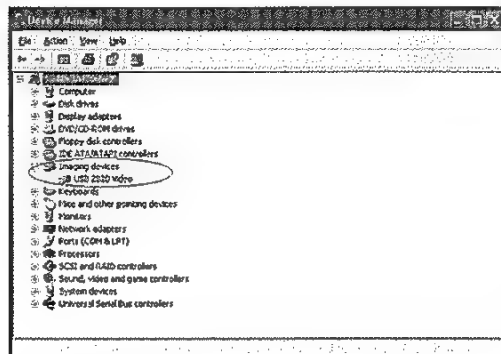 Device Manager
File Action View Help
Computer
Disk drives
Display adapters
DVD/CD-ROM drives
Floppy disk controllers
IDE ATA/ATAPI controllers
Imaging devices
Video
Keyboards
Mice and other pointing devices
Monitors
Network adapters
Ports (COM & LPT)
Processors
SCSI and RAID controllers
Sound, video and game controllers
System devices
Universal Serial Bus controllers